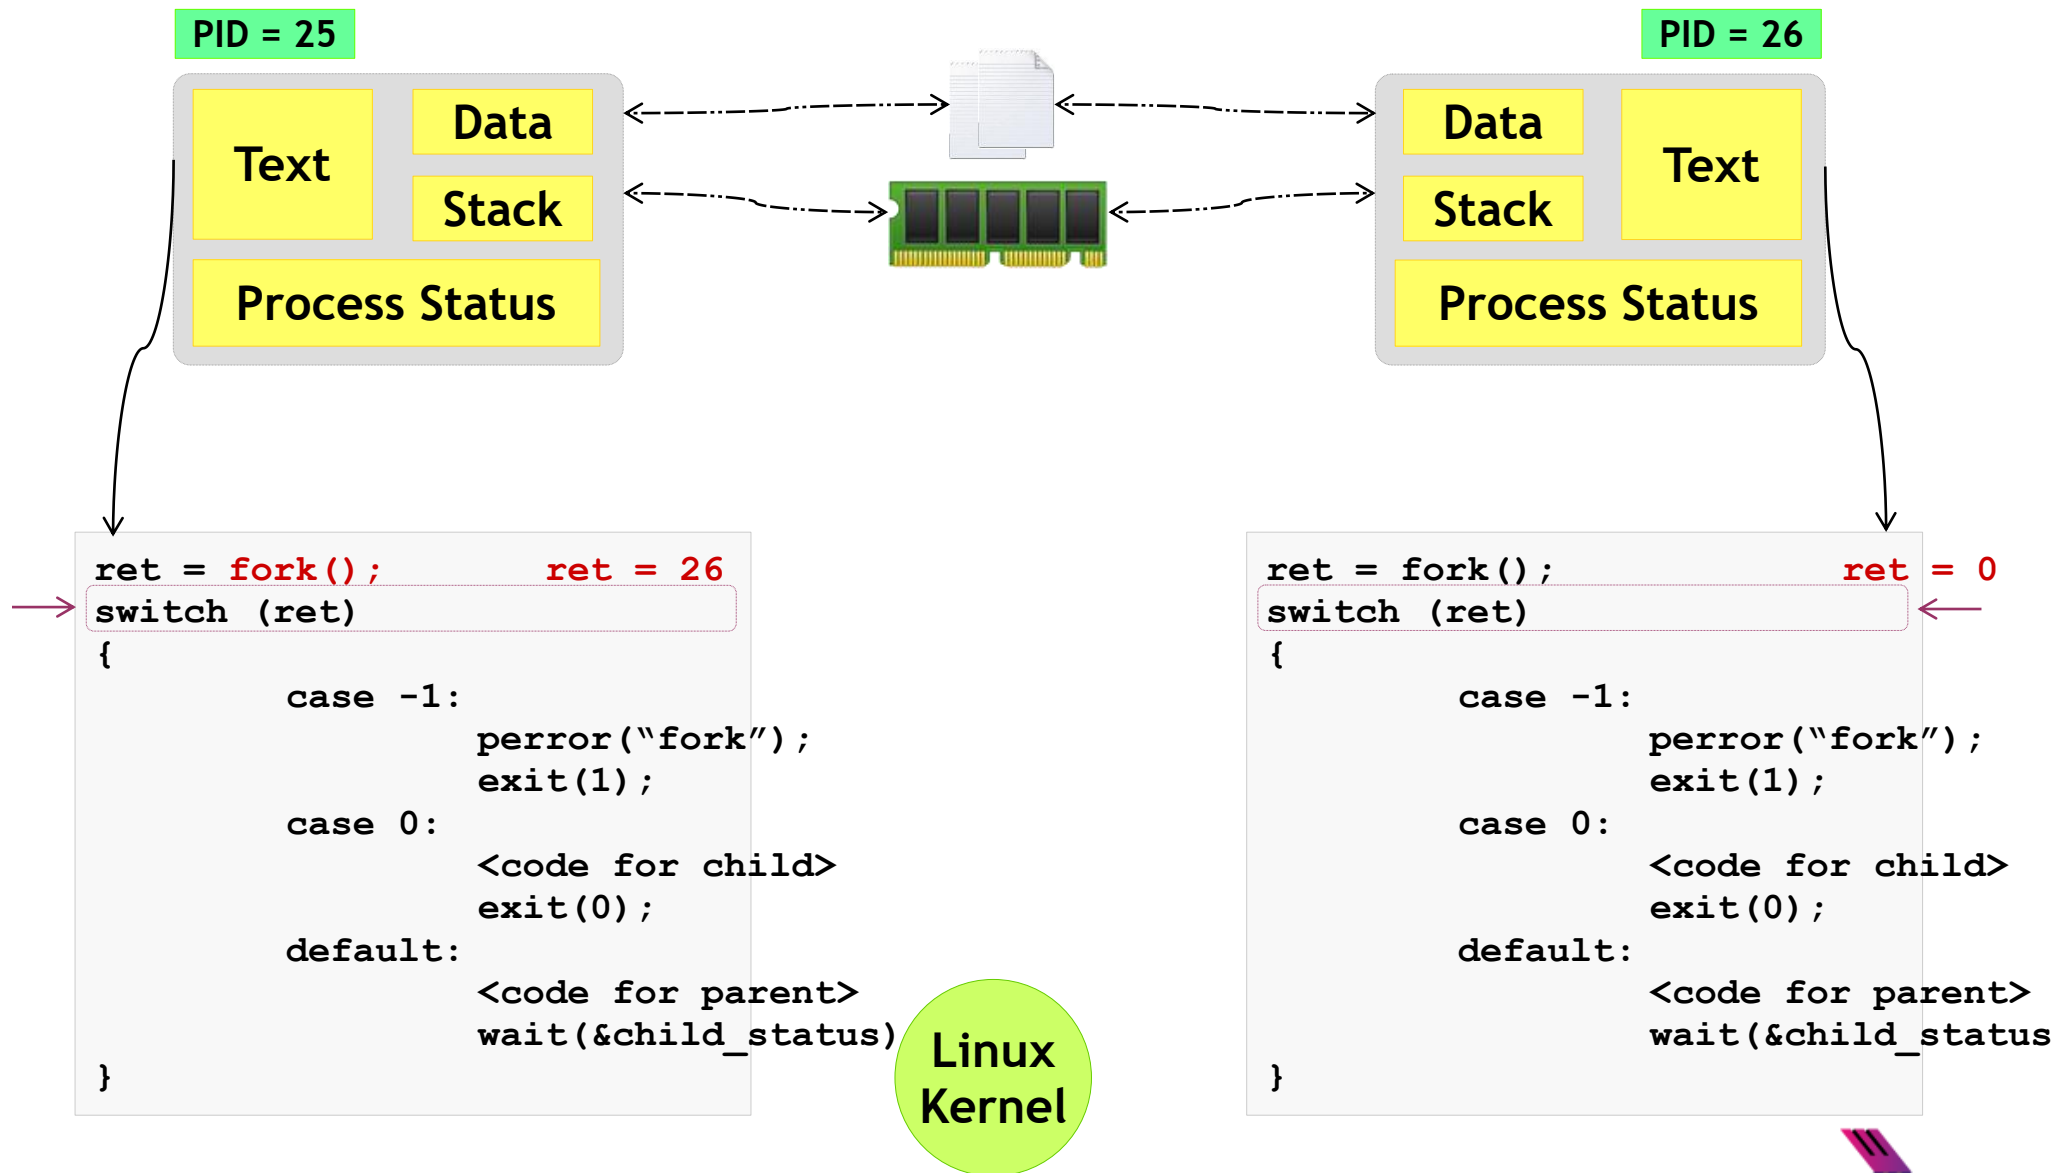 PID = 25
PID = 26
Text
Data
Stack
Process Status
Data
Stack
Text
Process Status
ret = fork(); ret = 26
switch (ret)
{
case -1:
perror(“fork”);
exit(1);
case 0:
<code for child>
exit(0);
default:
<code for parent>
wait(&child_status)
}
Linux
Kernel
ret = fork(); ret = 0
switch (ret)
{
case -1:
perror(“fork”);
exit(1);
case 0:
<code for child>
exit(0);
default:
<code for parent>
wait(&child_status
}